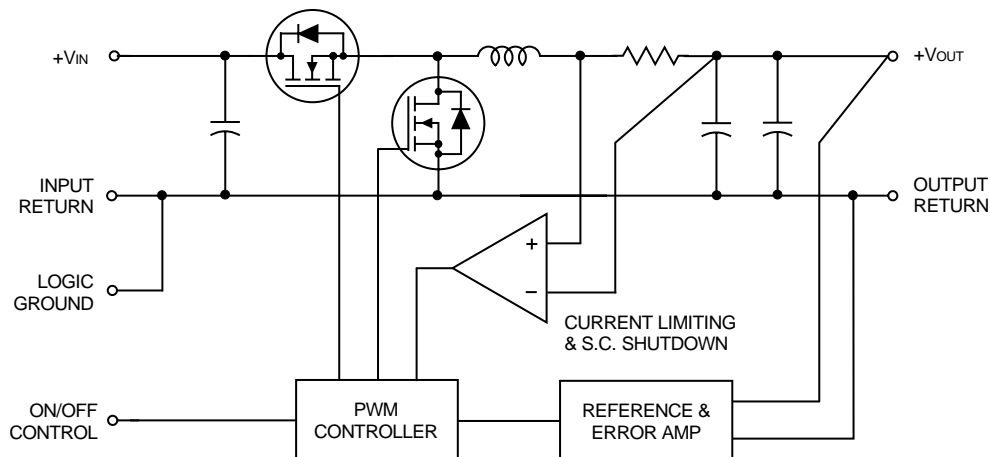 +VIN
+VOUT
INPUT
RETURN
OUTPUT
RETURN
+
−
LOGIC
GROUND
CURRENT LIMITING
& S.C. SHUTDOWN
ON/OFF
CONTROL
PWM
CONTROLLER
REFERENCE &
ERROR AMP